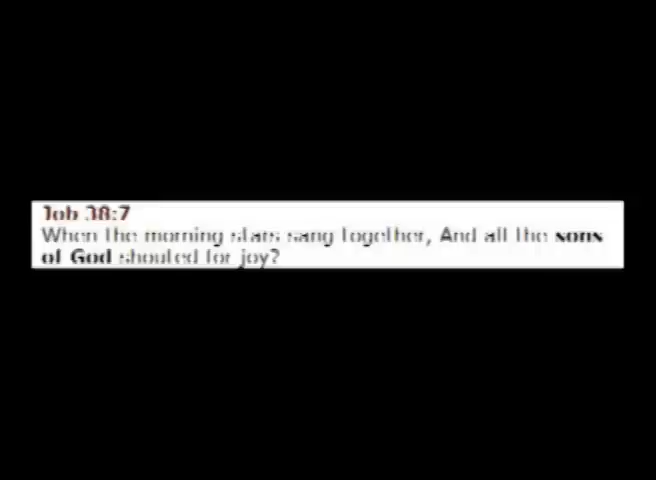 Job 38:7
When the morning stars sang together, And all the sons
of God shouted for joy?